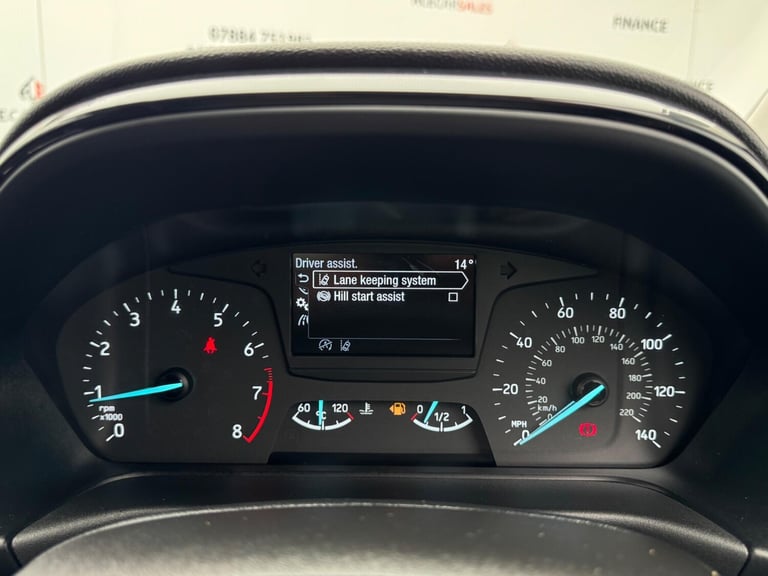 FINANCE
Driver assist. 14°
Lane keeping system
Hill start assist
0 1 2 3 4 5 6 7 8
rpm
x1000
60 °C 120
0 1/2 1
0 20 40 60 80 100 120 140
MPH
km/h
0 20 40 60 80 100 120 140 160 180 200 220